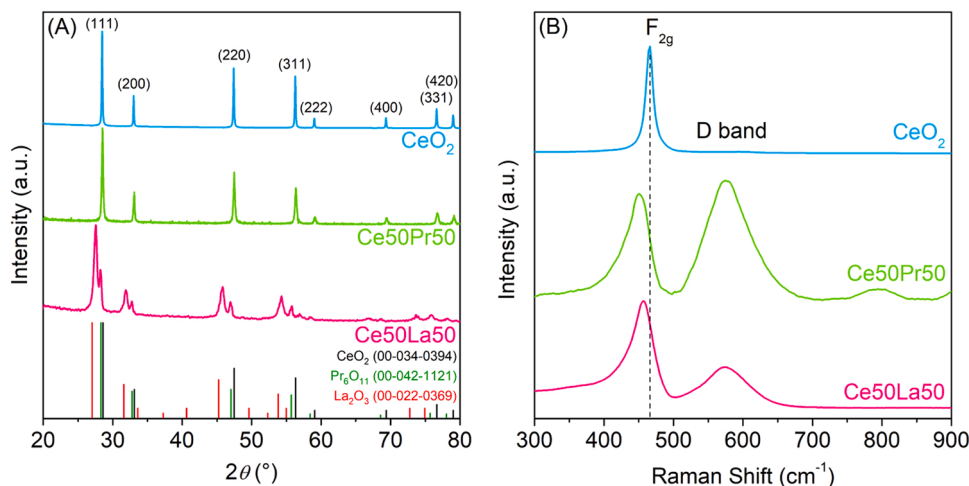 (A)
(111)
(200)
(220)
(311)
(222)
(400)
(420)
(331)
CeO2
Ce50Pr50
Ce50La50
CeO2 (00-034-0394)
Pr6O11 (00-042-1121)
La2O3 (00-022-0369)
Intensity (a.u.)
20 30 40 50 60 70 80
2θ (°)
(B)
F2g
D band
CeO2
Ce50Pr50
Ce50La50
Intensity (a.u.)
300 400 500 600 700 800 900
Raman Shift (cm-1)